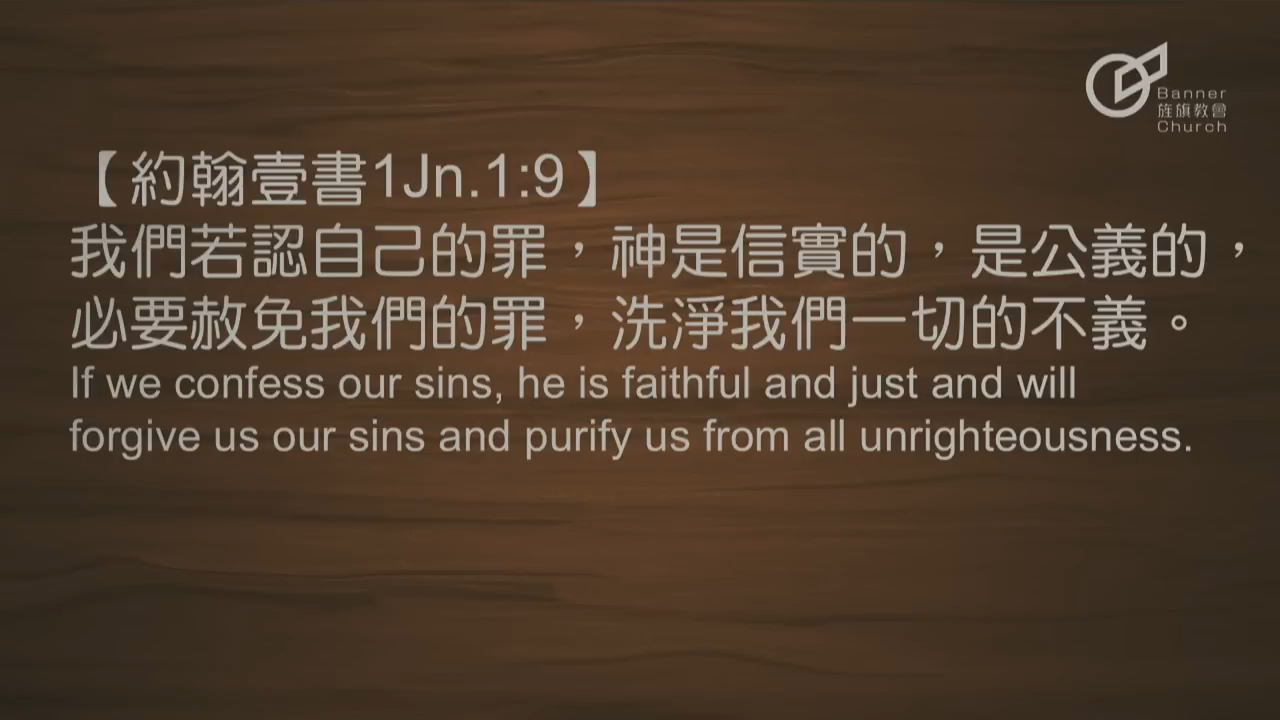 Banner
旌旗教會
Church
【約翰壹書1Jn.1:9】
我們若認自己的罪，神是信實的，是公義的，
必要赦免我們的罪，洗淨我們一切的不義。
If we confess our sins, he is faithful and just and will
forgive us our sins and purify us from all unrighteousness.